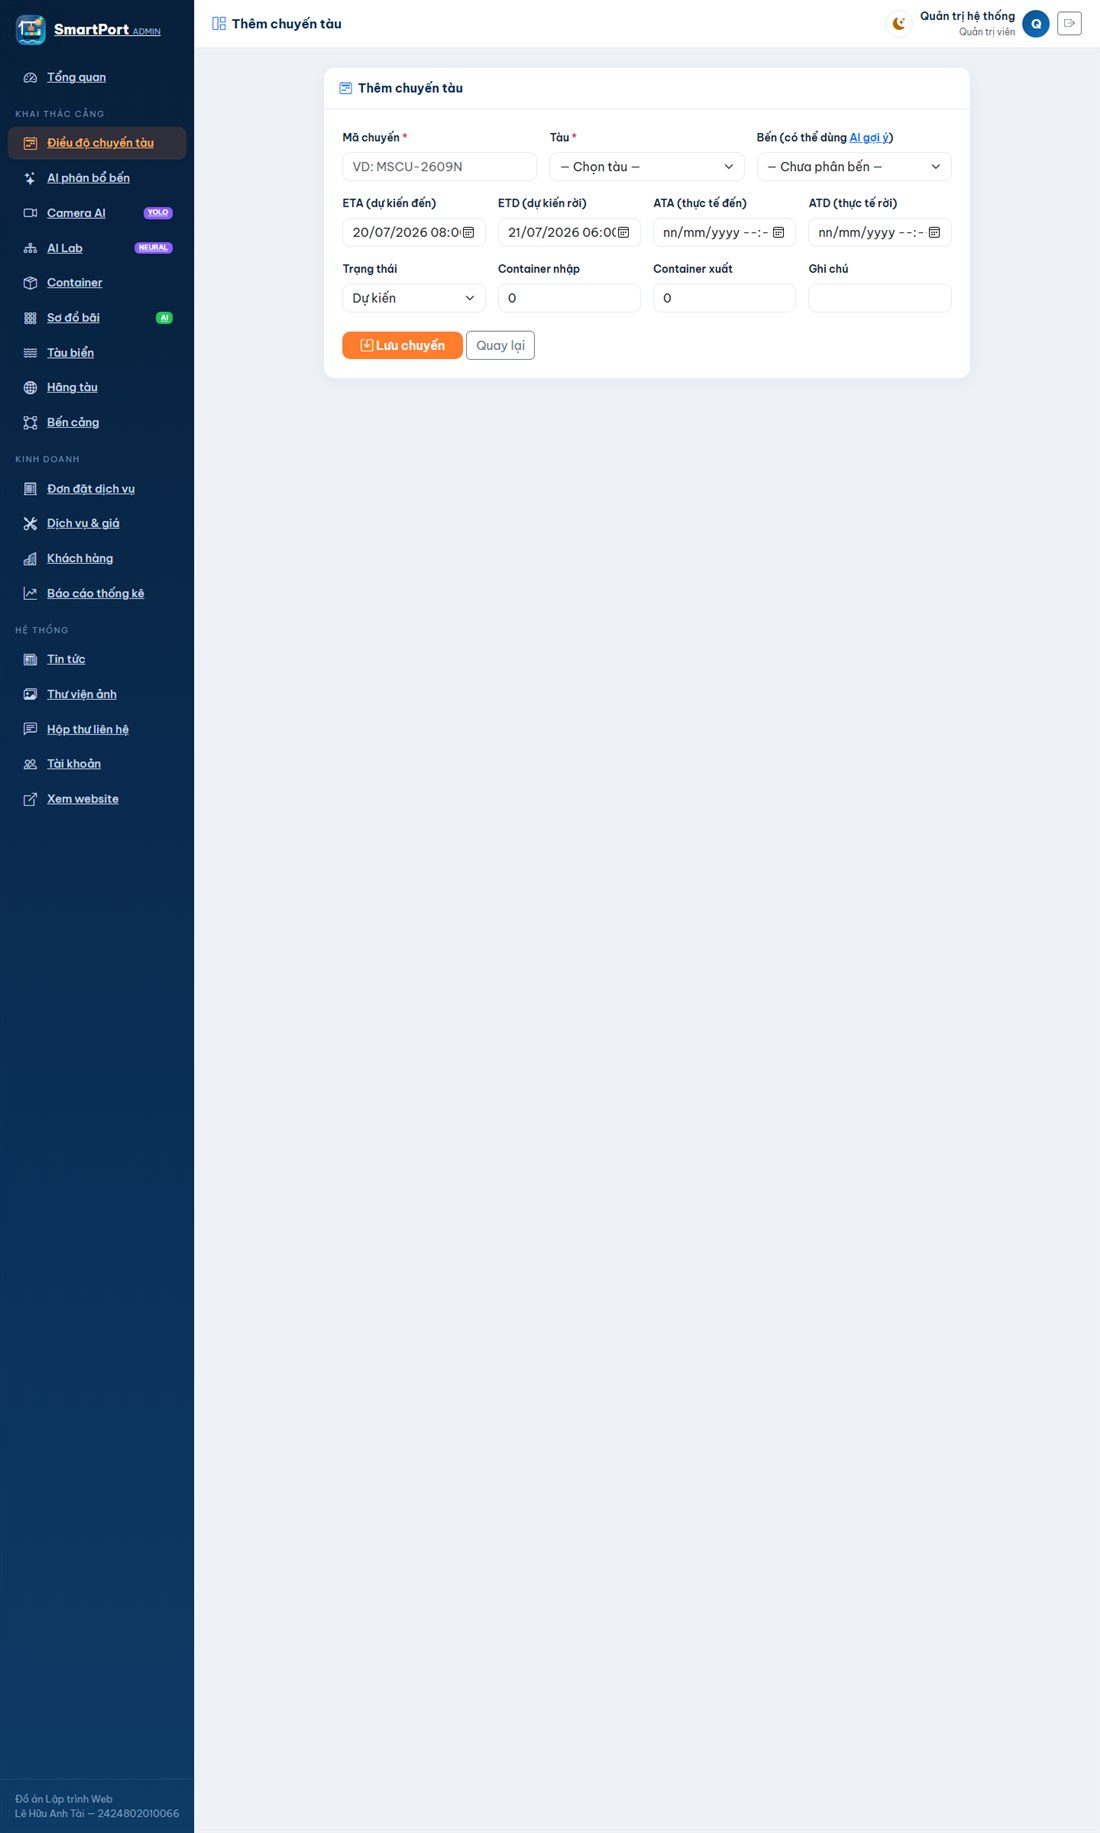 SmartPort ADMIN
Thêm chuyến tàu
Quản trị hệ thống
Quản trị viên
Q
Tổng quan
KHAI THÁC CẢNG
Điều độ chuyến tàu
AI phân bổ bến
Camera AI YOLO
AI Lab NEURAL
Container
Sơ đồ bãi AI
Tàu biển
Hãng tàu
Bến cảng
KINH DOANH
Đơn đặt dịch vụ
Dịch vụ & giá
Khách hàng
Báo cáo thống kê
HỆ THỐNG
Tin tức
Thư viện ảnh
Hộp thư liên hệ
Tài khoản
Xem website
Đồ án Lập trình Web
Lê Hữu Anh Tài — 2424802010066
Thêm chuyến tàu
Mã chuyến * Tàu * Bến (có thể dùng AI gợi ý)
VD: MSCU-2609N — Chọn tàu — — Chưa phân bến —
ETA (dự kiến đến) ETD (dự kiến rời) ATA (thực tế đến) ATD (thực tế rời)
20/07/2026 08:0 21/07/2026 06:00 nn/mm/yyyy --:-- nn/mm/yyyy --:--
Trạng thái Container nhập Container xuất Ghi chú
Dự kiến 0 0
Lưu chuyến Quay lại